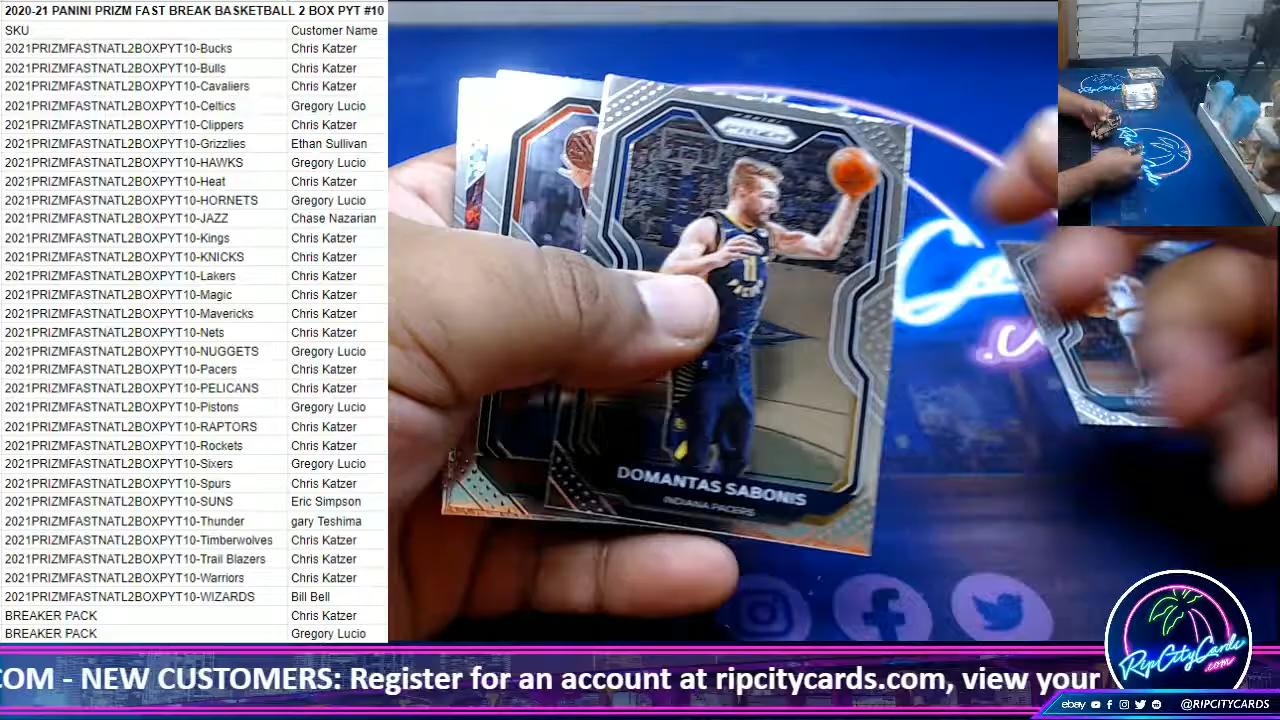 2020-21 PANINI PRIZM FAST BREAK BASKETBALL 2 BOX PYT #10
SKU Customer Name
2021PRIZMFASTNATL2BOXPYT10-Bucks Chris Katzer
2021PRIZMFASTNATL2BOXPYT10-Bulls Chris Katzer
2021PRIZMFASTNATL2BOXPYT10-Cavaliers Chris Katzer
2021PRIZMFASTNATL2BOXPYT10-Celtics Gregory Lucio
2021PRIZMFASTNATL2BOXPYT10-Clippers Chris Katzer
2021PRIZMFASTNATL2BOXPYT10-Grizzlies Ethan Sullivan
2021PRIZMFASTNATL2BOXPYT10-HAWKS Gregory Lucio
2021PRIZMFASTNATL2BOXPYT10-Heat Chris Katzer
2021PRIZMFASTNATL2BOXPYT10-HORNETS Gregory Lucio
2021PRIZMFASTNATL2BOXPYT10-JAZZ Chase Nazarian
2021PRIZMFASTNATL2BOXPYT10-Kings Chris Katzer
2021PRIZMFASTNATL2BOXPYT10-KNICKS Chris Katzer
2021PRIZMFASTNATL2BOXPYT10-Lakers Chris Katzer
2021PRIZMFASTNATL2BOXPYT10-Magic Chris Katzer
2021PRIZMFASTNATL2BOXPYT10-Mavericks Chris Katzer
2021PRIZMFASTNATL2BOXPYT10-Nets Chris Katzer
2021PRIZMFASTNATL2BOXPYT10-NUGGETS Gregory Lucio
2021PRIZMFASTNATL2BOXPYT10-Pacers Chris Katzer
2021PRIZMFASTNATL2BOXPYT10-PELICANS Chris Katzer
2021PRIZMFASTNATL2BOXPYT10-Pistons Gregory Lucio
2021PRIZMFASTNATL2BOXPYT10-RAPTORS Chris Katzer
2021PRIZMFASTNATL2BOXPYT10-Rockets Chris Katzer
2021PRIZMFASTNATL2BOXPYT10-Sixers Gregory Lucio
2021PRIZMFASTNATL2BOXPYT10-Spurs Chris Katzer
2021PRIZMFASTNATL2BOXPYT10-SUNS Eric Simpson
2021PRIZMFASTNATL2BOXPYT10-Thunder gary Teshima
2021PRIZMFASTNATL2BOXPYT10-Timberwolves Chris Katzer
2021PRIZMFASTNATL2BOXPYT10-Trail Blazers Chris Katzer
2021PRIZMFASTNATL2BOXPYT10-Warriors Chris Katzer
2021PRIZMFASTNATL2BOXPYT10-WIZARDS Bill Bell
BREAKER PACK Chris Katzer
BREAKER PACK Gregory Lucio
PANINI
PRIZM
DOMANTAS SABONIS
INDIANA PACERS
RipCityCards
.com
COM - NEW CUSTOMERS: Register for an account at ripcitycards.com, view your
ebay @RIPCITYCARDS